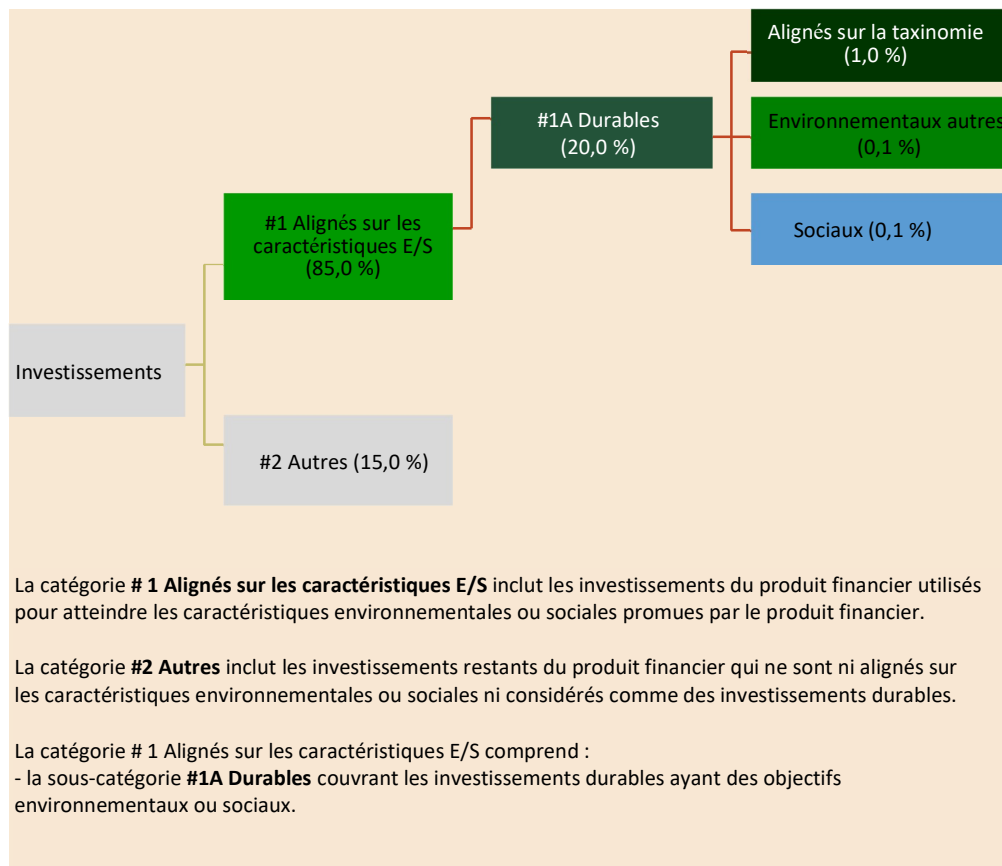 Alignés sur la taxinomie
(1,0 %)
#1A Durables
(20,0 %)
Environnementaux autres
(0,1 %)
#1 Alignés sur les
caractéristiques E/S
(85,0 %)
Sociaux (0,1 %)
Investissements
#2 Autres (15,0 %)
La catégorie # 1 Alignés sur les caractéristiques E/S inclut les investissements du produit financier utilisés
pour atteindre les caractéristiques environnementales ou sociales promues par le produit financier.
La catégorie #2 Autres inclut les investissements restants du produit financier qui ne sont ni alignés sur
les caractéristiques environnementales ou sociales ni considérés comme des investissements durables.
La catégorie # 1 Alignés sur les caractéristiques E/S comprend :
- la sous-catégorie #1A Durables couvrant les investissements durables ayant des objectifs
environnementaux ou sociaux.